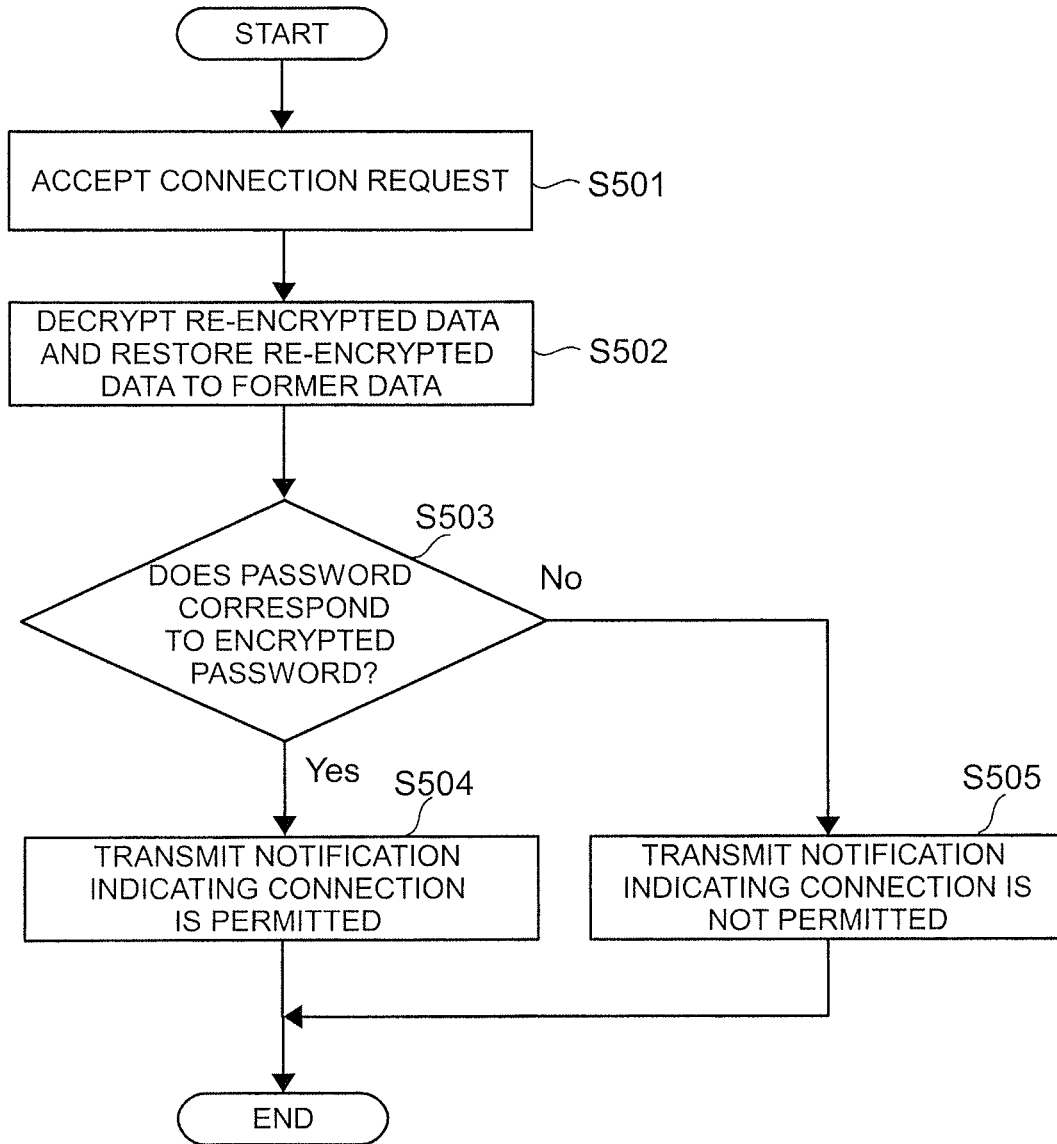 START
ACCEPT CONNECTION REQUEST
S501
DECRYPT RE-ENCRYPTED DATA
AND RESTORE RE-ENCRYPTED
DATA TO FORMER DATA
S502
S503
DOES PASSWORD
CORRESPOND
TO ENCRYPTED
PASSWORD?
No
Yes
S504
TRANSMIT NOTIFICATION
INDICATING CONNECTION
IS PERMITTED
S505
TRANSMIT NOTIFICATION
INDICATING CONNECTION IS
NOT PERMITTED
END